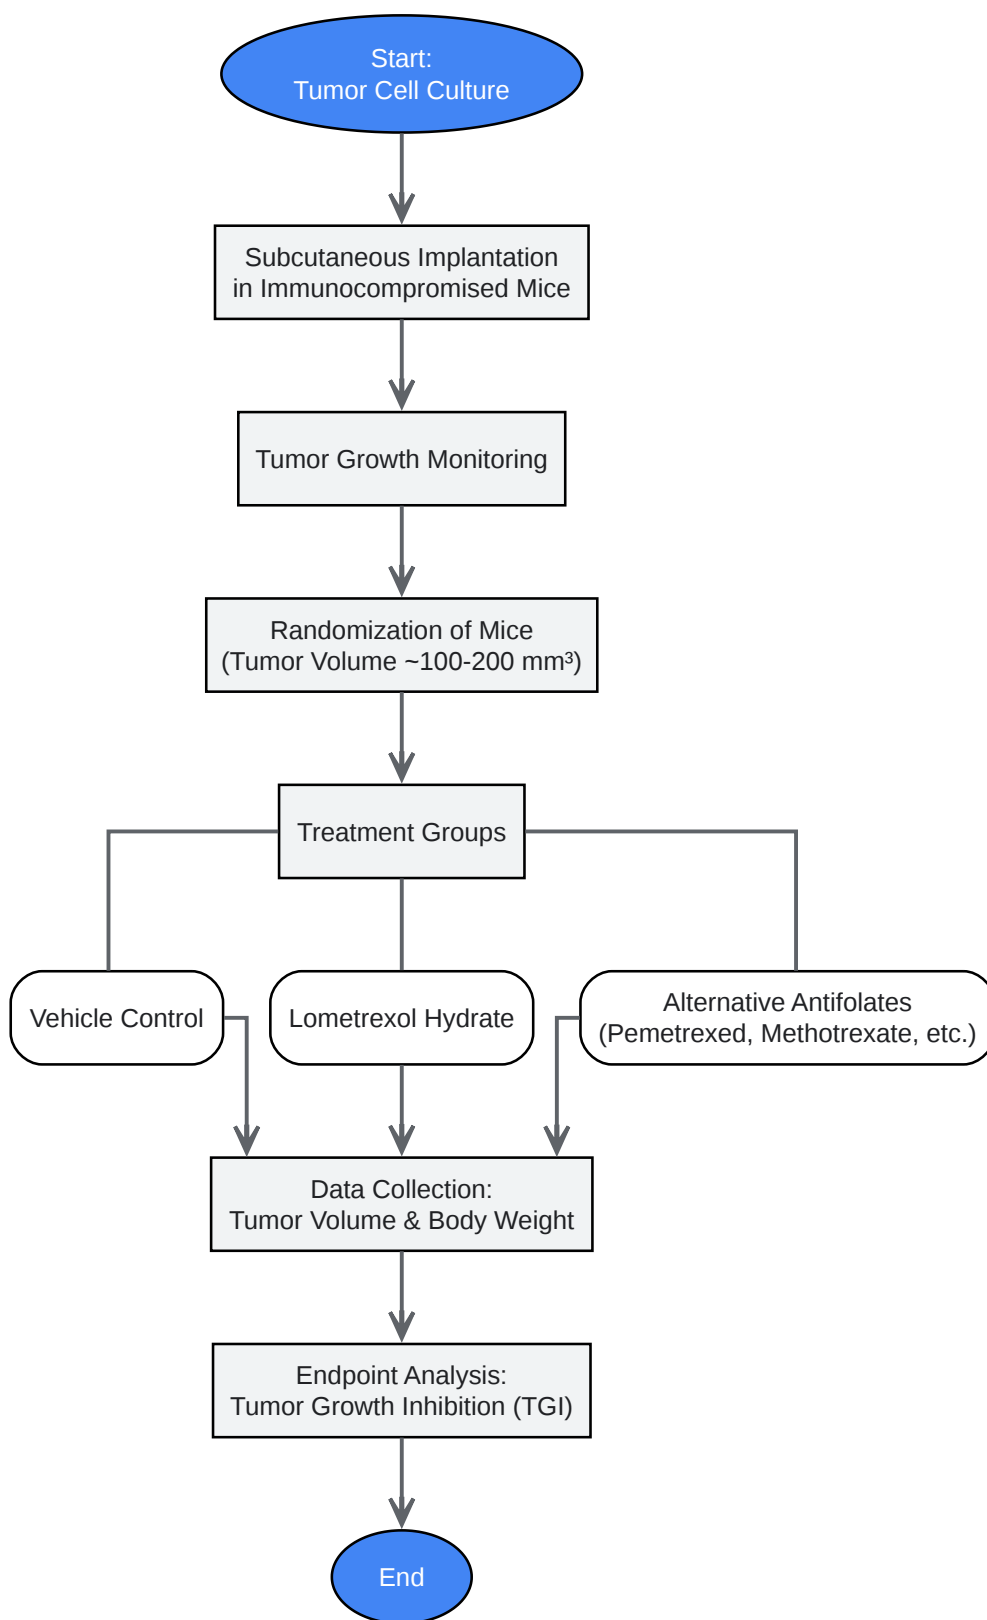 Start:
Tumor Cell Culture
Subcutaneous Implantation
in Immunocompromised Mice
Tumor Growth Monitoring
Randomization of Mice
(Tumor Volume ~100-200 mm³)
Treatment Groups
Vehicle Control
Lometrexol Hydrate
Alternative Antifolates
(Pemetrexed, Methotrexate, etc.)
Data Collection:
Tumor Volume & Body Weight
Endpoint Analysis:
Tumor Growth Inhibition (TGI)
End